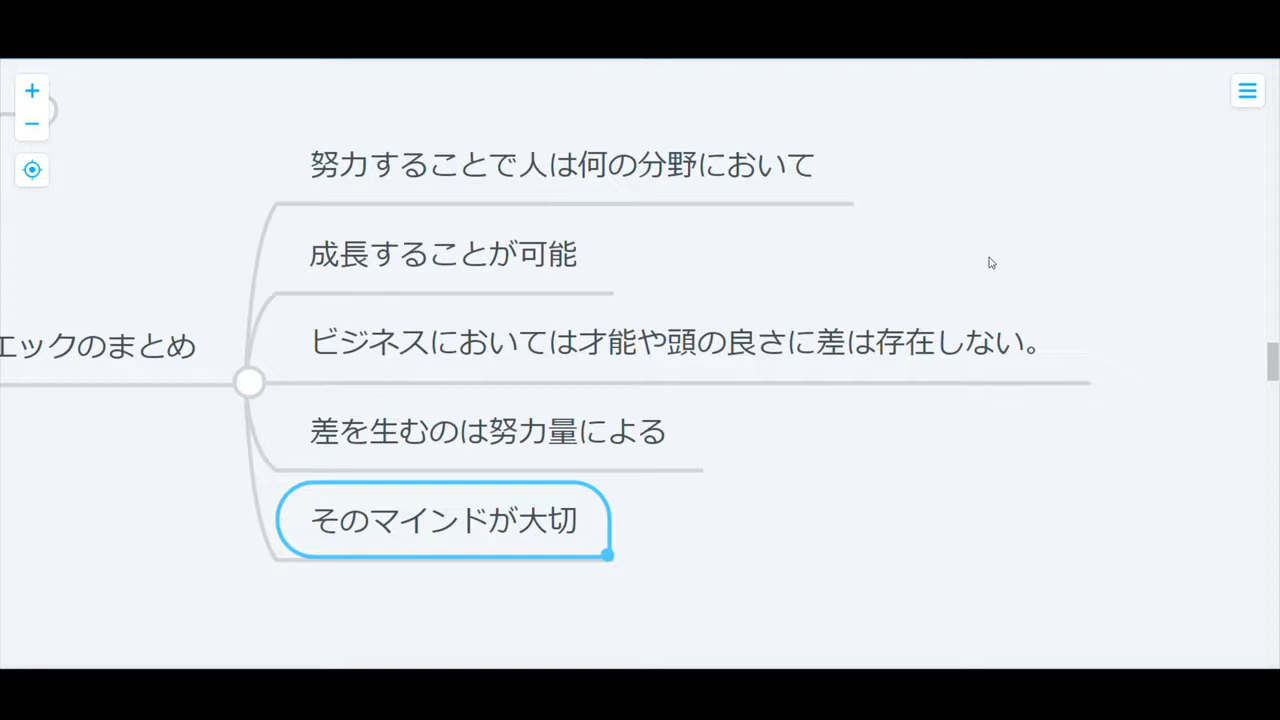 努力することで人は何の分野において
成長することが可能
ビジネスにおいては才能や頭の良さに差は存在しない。
エックのまとめ
差を生むのは努力量による
そのマインドが大切